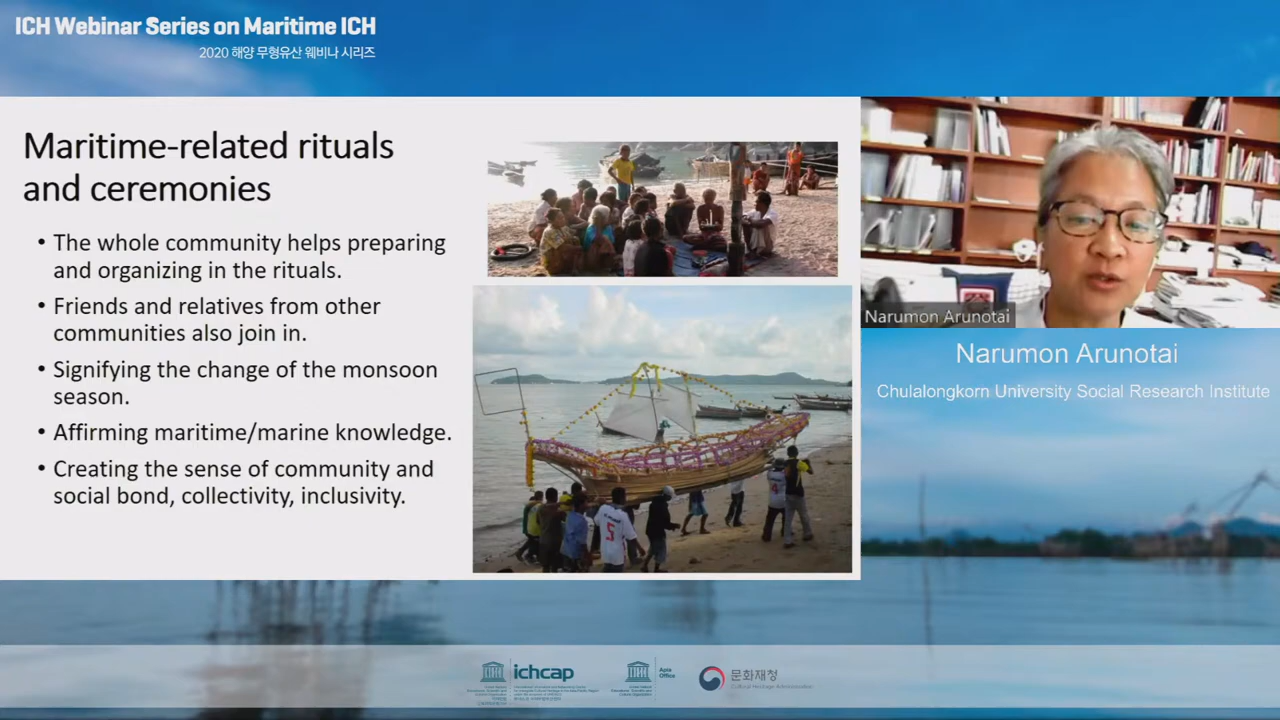 ICH Webinar Series on Maritime ICH
2020 해양 무형유산 웨비나 시리즈
Maritime-related rituals
and ceremonies
• The whole community helps preparing
and organizing in the rituals.
• Friends and relatives from other
communities also join in.
• Signifying the change of the monsoon
season.
• Affirming maritime/marine knowledge.
• Creating the sense of community and
social bond, collectivity, inclusivity.
5
Narumon Arunotai
Narumon Arunotai
Chulalongkorn University Social Research Institute
ichcap
Apia
Office
문화재청
Cultural Heritage Administration